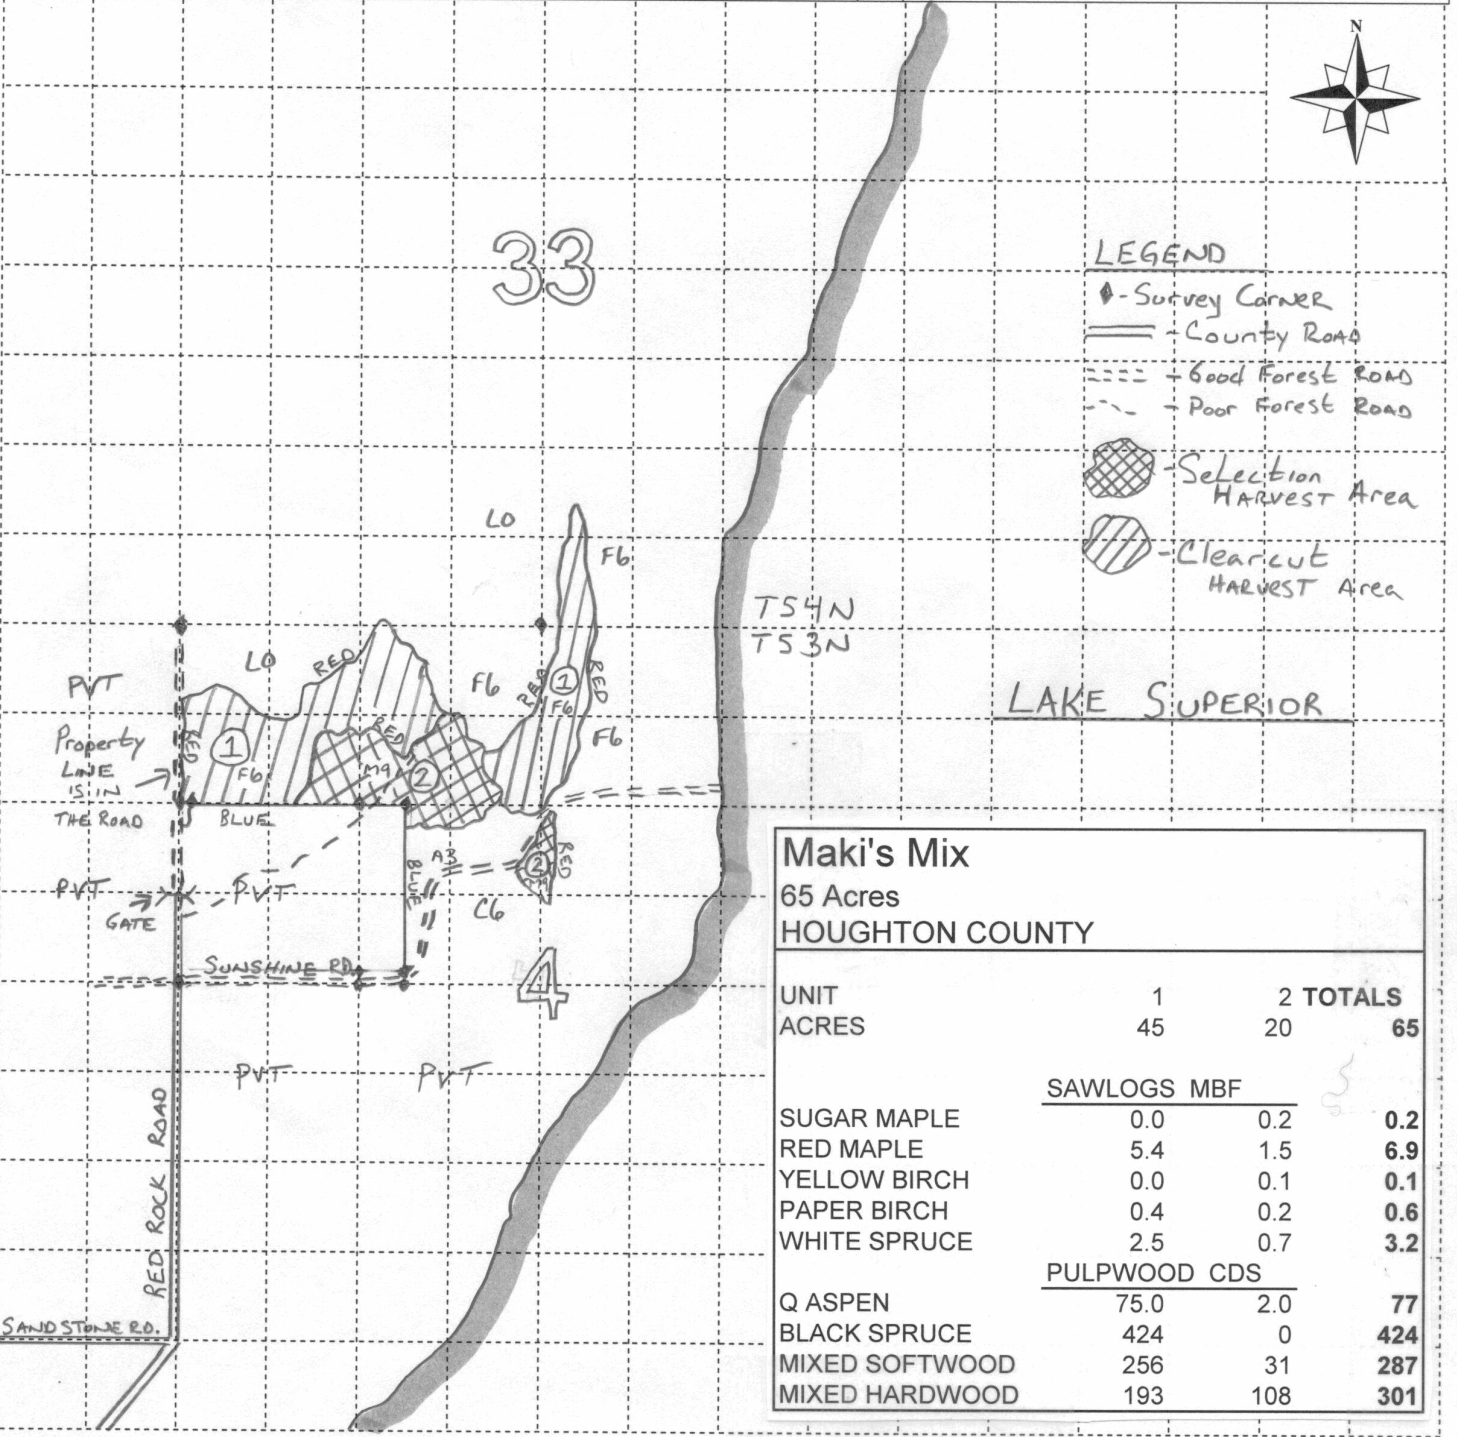 N
33
LEGEND
- Survey Corner
- County Road
- Good Forest Road
- Poor Forest Road
- Selection
Harvest Area
- Clearcut
Harvest Area
LO
F6
T54N
T53N
LAKE SUPERIOR
LO
RED
F6
RED
1
F6
RED
F6
PVT
Property
LINE
IS IN
THE ROAD
RED
1
F6
RED
M9
2
BLUE
BLUE
A3
2
RED
C6
PVT
GATE
PVT
SUNSHINE RD.
4
PVT
PVT
RED ROCK ROAD
SANDSTONE RD.
Maki's Mix
65 Acres
HOUGHTON COUNTY
UNIT 1 2 TOTALS
ACRES 45 20 65
SAWLOGS MBF
SUGAR MAPLE 0.0 0.2 0.2
RED MAPLE 5.4 1.5 6.9
YELLOW BIRCH 0.0 0.1 0.1
PAPER BIRCH 0.4 0.2 0.6
WHITE SPRUCE 2.5 0.7 3.2
PULPWOOD CDS
Q ASPEN 75.0 2.0 77
BLACK SPRUCE 424 0 424
MIXED SOFTWOOD 256 31 287
MIXED HARDWOOD 193 108 301